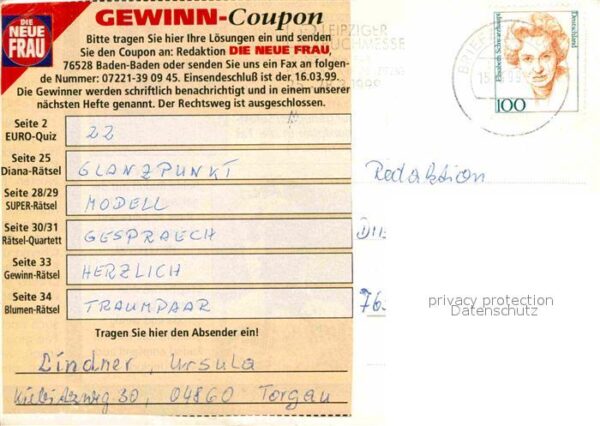 DIE
NEUE
FRAU
GEWINN-Coupon
Bitte tragen Sie hier Ihre Lösungen ein und senden
Sie den Coupon an: Redaktion DIE NEUE FRAU,
76528 Baden-Baden oder senden Sie uns ein Fax an folgen-
de Nummer: 07221-39 09 45. Einsendeschluß ist der 16.03.99.
Die Gewinner werden schriftlich benachrichtigt und in einem unserer
nächsten Hefte genannt. Der Rechtsweg ist ausgeschlossen.
Seite 2
EURO-Quiz
22
Seite 25
Diana-Rätsel
GLANZPUNKT
Seite 28/29
SUPER-Rätsel
MODELL
Seite 30/31
Rätsel-Quartett
GESPRAECH
Seite 33
Gewinn-Rätsel
HERZLICH
Seite 34
Blumen-Rätsel
TRAUMPAAR
Tragen Sie hier den Absender ein!
Lindner, Ursula
Kiebitzweg 30, 04860 Torgau
LEIPZIGER
BUCHMESSE
BRIEF
Elisabeth Schwarzhaupt
Deutschland
100
Redaktion
DIE
76.
privacy protection
Datenschutz